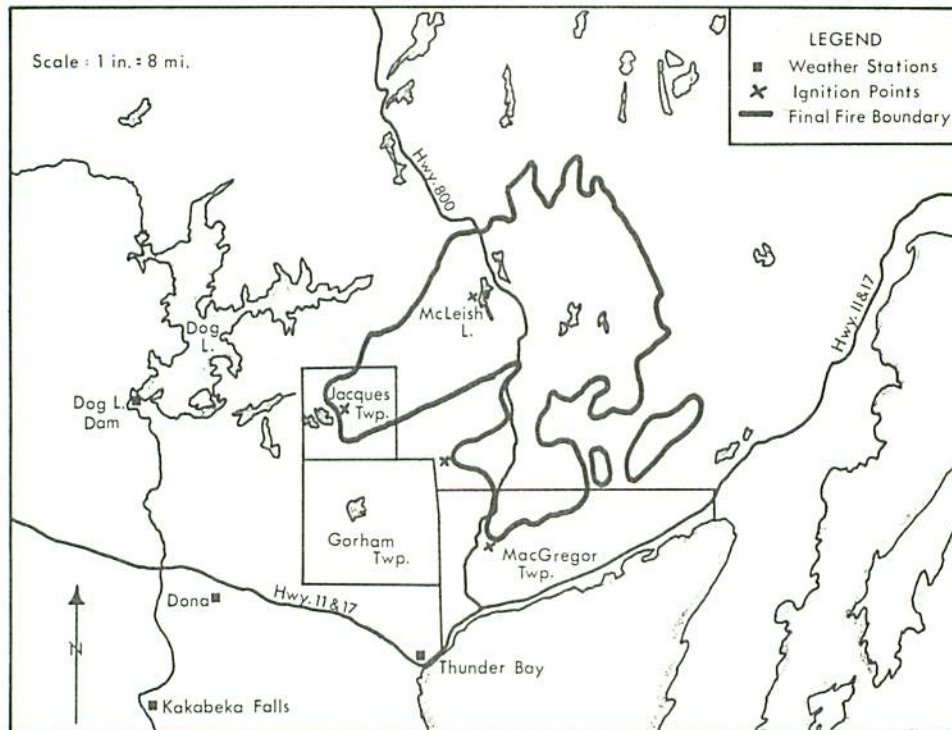 Scale : 1 in. = 8 mi.
LEGEND
Weather Stations
Ignition Points
Final Fire Boundary
Hwy. 800
McLeish
L.
Dog
L.
Hwy. 11 & 17
Dog L.
Dam
Jacques
Twp.
Gorham
Twp.
MacGregor
Twp.
Dona
Hwy. 11 & 17
N
Thunder Bay
Kakabeka Falls